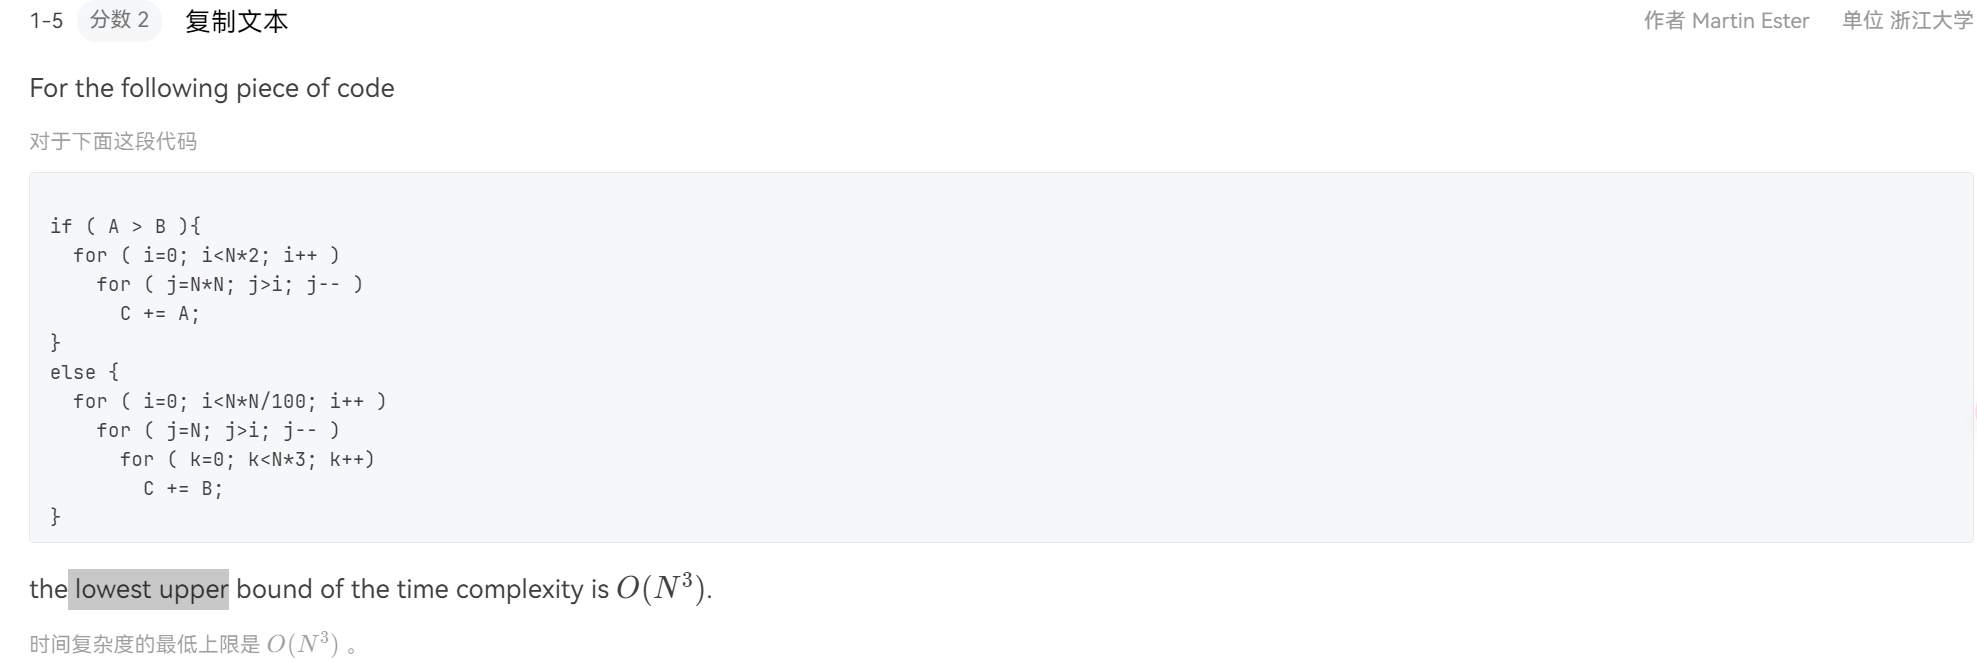 1-5 分数 2 复制文本 作者 Martin Ester 单位 浙江大学
For the following piece of code
对于下面这段代码
if ( A > B ){
  for ( i=0; i<N*2; i++ )
    for ( j=N*N; j>i; j-- )
      C += A;
}
else {
  for ( i=0; i<N*N/100; i++ )
    for ( j=N; j>i; j-- )
      for ( k=0; k<N*3; k++)
        C += B;
}
the lowest upper bound of the time complexity is O(N³).
时间复杂度的最低上限是 O(N³) 。